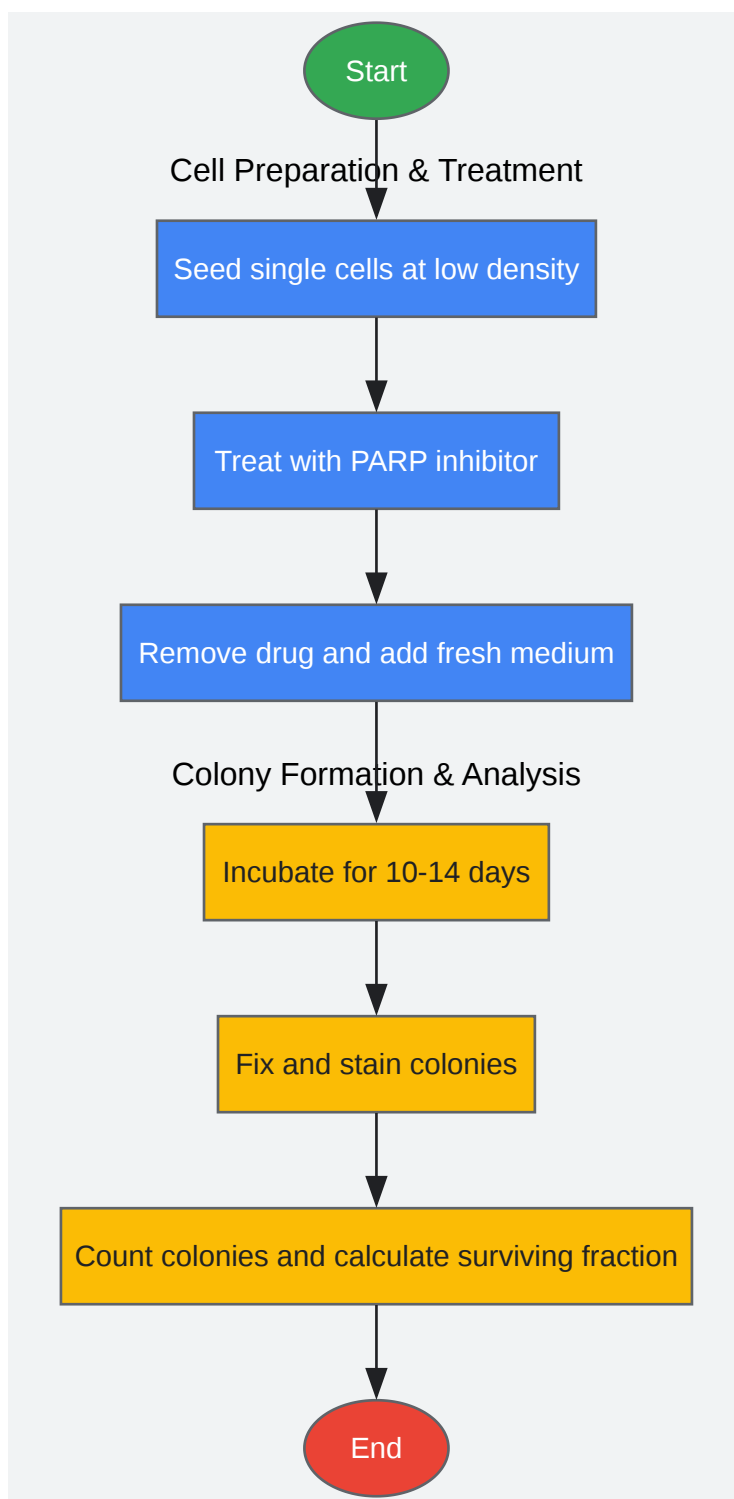 Start
Cell Preparation & Treatment
Seed single cells at low density
Treat with PARP inhibitor
Remove drug and add fresh medium
Colony Formation & Analysis
Incubate for 10-14 days
Fix and stain colonies
Count colonies and calculate surviving fraction
End